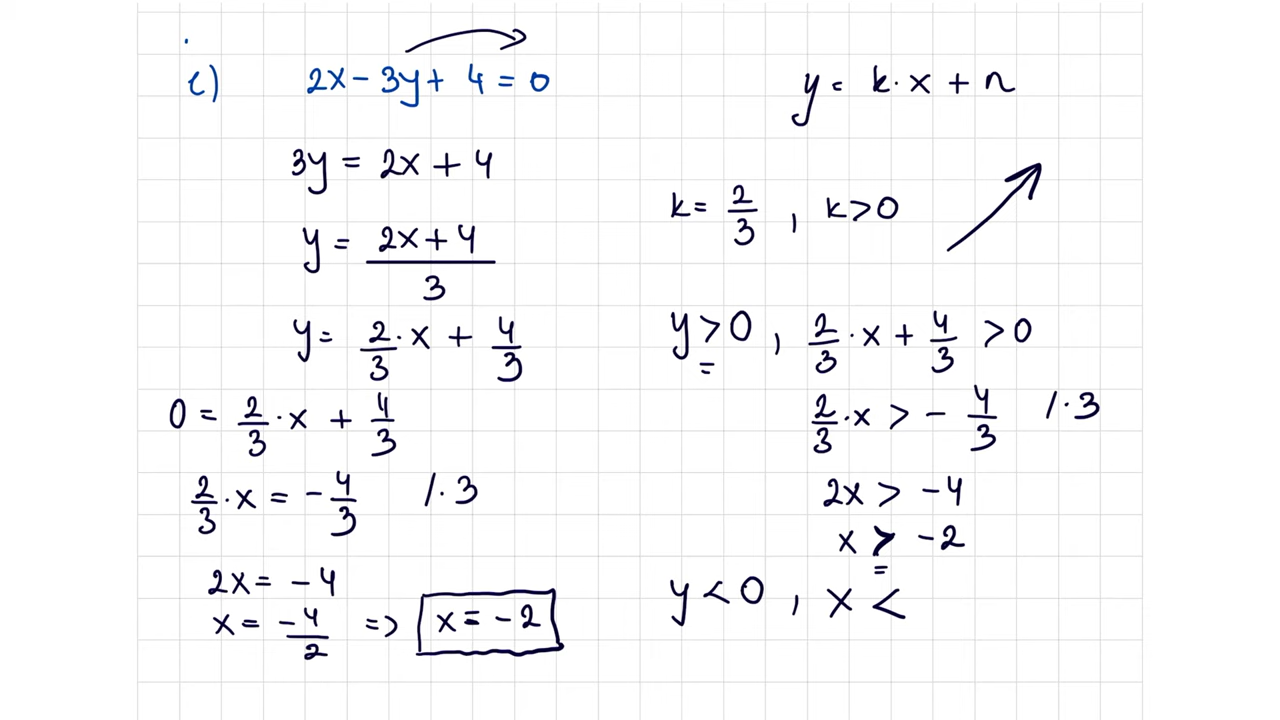 c) 2x - 3y + 4 = 0
3y = 2x + 4
y = (2x + 4)/3
y = 2/3 · x + 4/3
0 = 2/3 · x + 4/3
2/3 · x = - 4/3 / · 3
2x = - 4
x = -4/2 => x = - 2
y = k · x + n
k = 2/3 , k > 0
y > 0 , 2/3 · x + 4/3 > 0
2/3 · x > - 4/3 / · 3
2x > - 4
x > - 2
y < 0 , x <